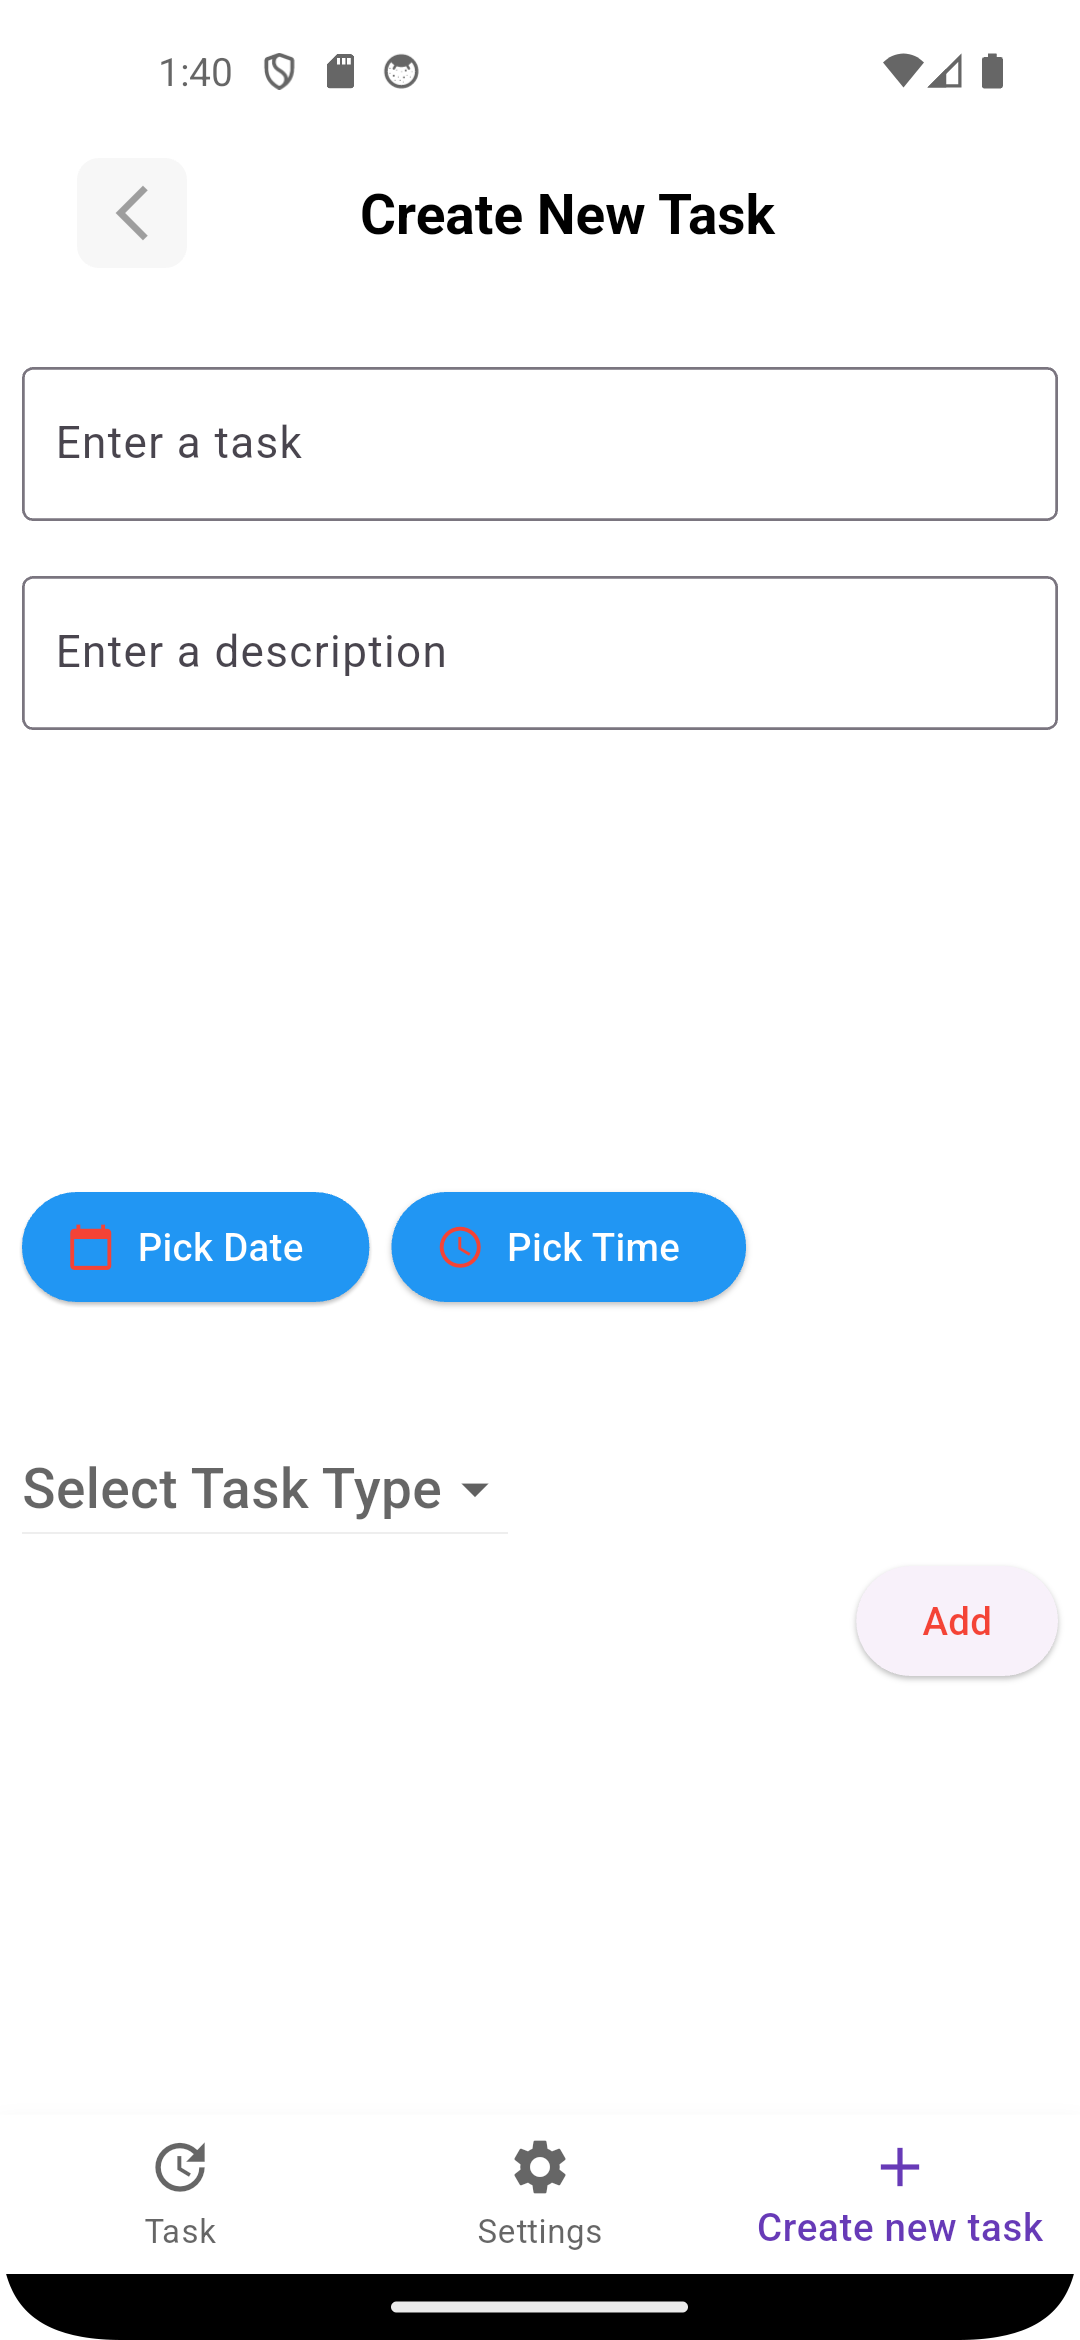 1:40
Create New Task
Enter a task
Enter a description
Pick Date
Pick Time
Select Task Type
Add
Task
Settings
Create new task